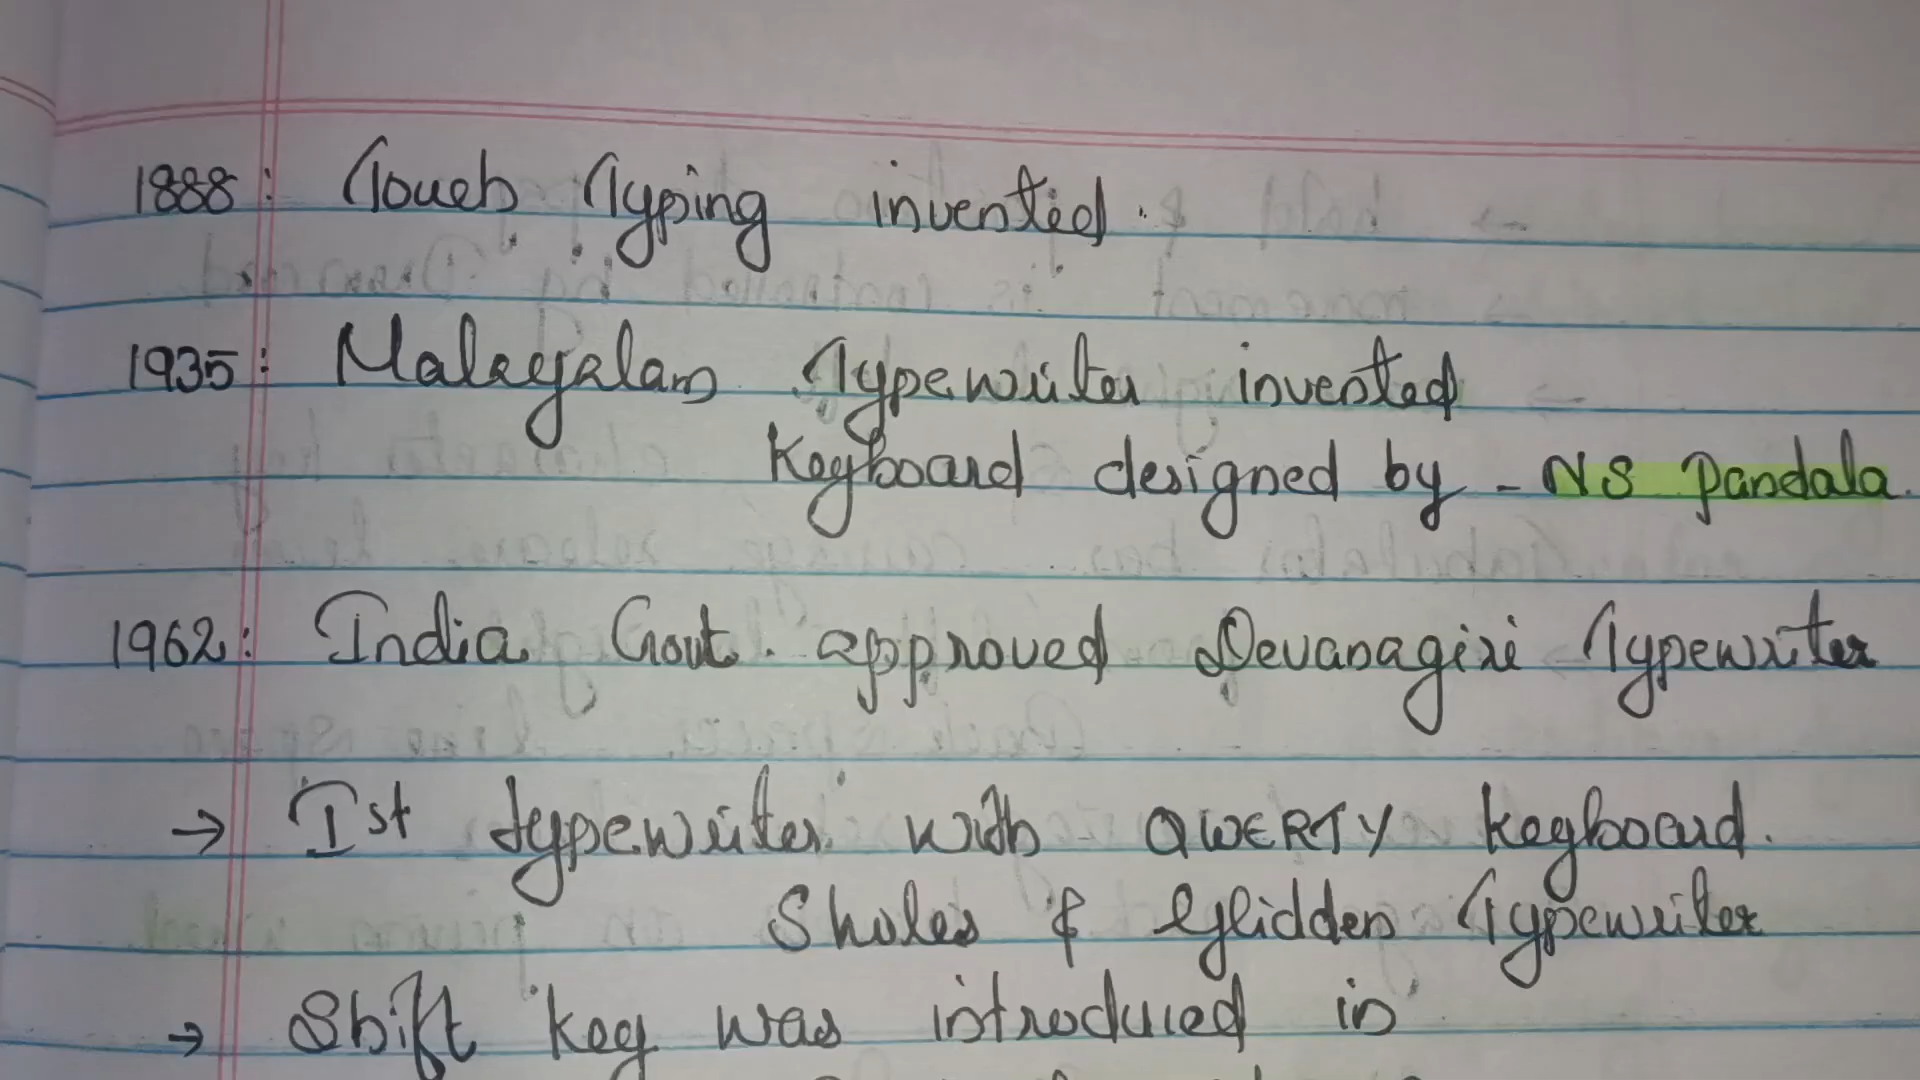 1888: Touch Typing invented.
1935: Malayalam Typewriter invented
Keyboard designed by - NS Pandala.
1962: India Govt. approved Devanagiri Typewriter
→ Ist typewriter with QWERTY keyboard.
Sholes & Glidden Typewriter
→ Shift key was introduced in